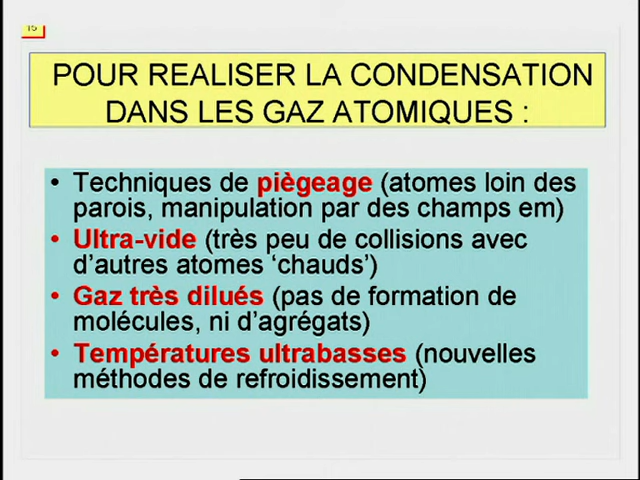 15
POUR REALISER LA CONDENSATION
DANS LES GAZ ATOMIQUES :
• Techniques de piègeage (atomes loin des
parois, manipulation par des champs em)
• Ultra-vide (très peu de collisions avec
d’autres atomes ‘chauds’)
• Gaz très dilués (pas de formation de
molécules, ni d’agrégats)
• Températures ultrabasses (nouvelles
méthodes de refroidissement)